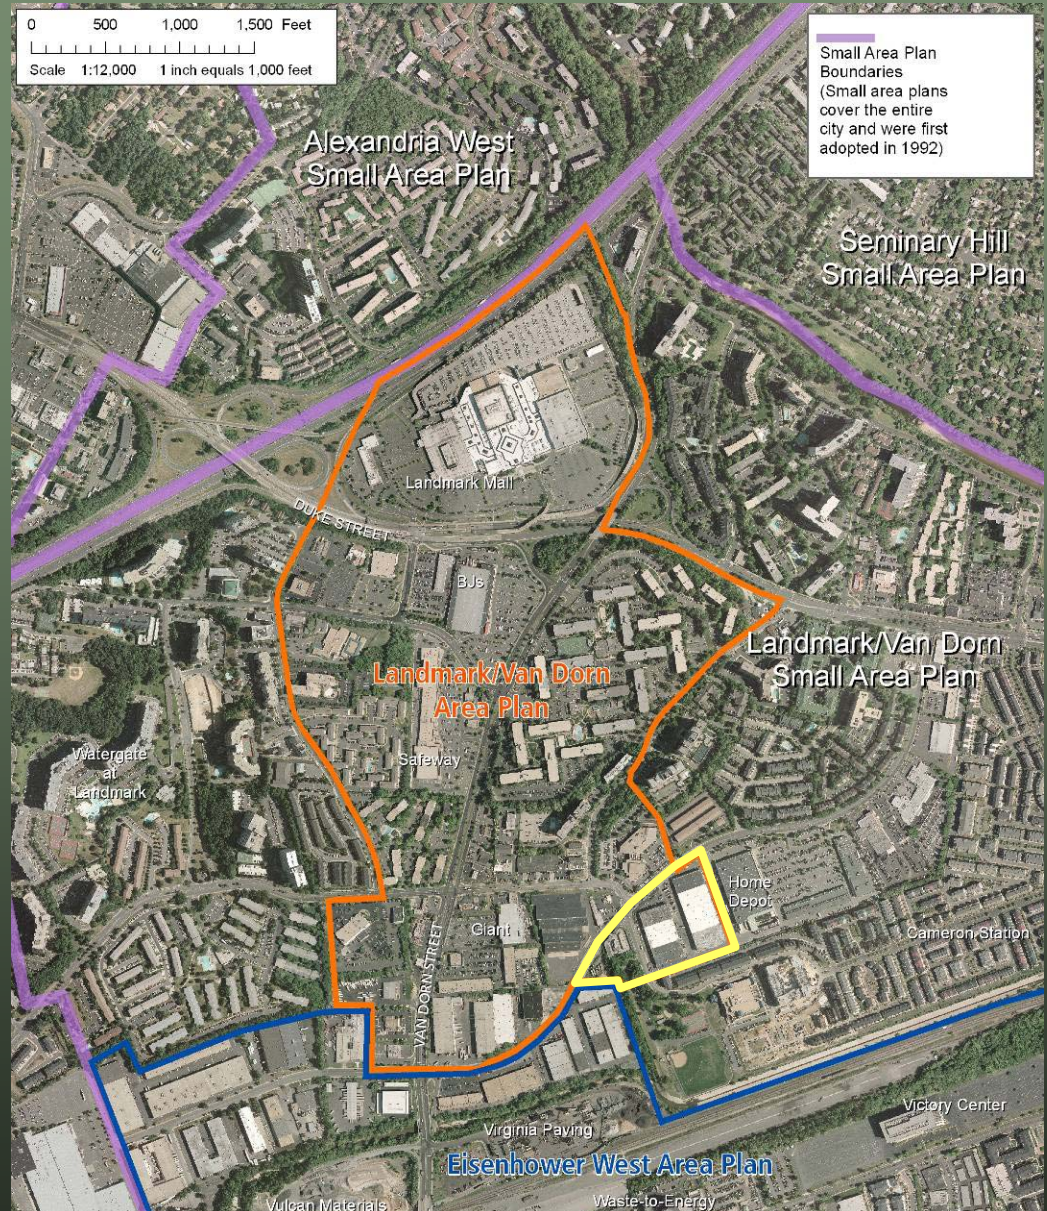 0 500 1,000 1,500 Feet
Scale 1:12,000 1 inch equals 1,000 feet
Small Area Plan
Boundaries
(Small area plans
cover the entire
city and were first
adopted in 1992)
Alexandria West
Small Area Plan
Seminary Hill
Small Area Plan
Landmark Mall
DUKE STREET
BJs
Landmark/Van Dorn
Small Area Plan
Landmark/Van Dorn
Area Plan
Watergate
at
Landmark
Safeway
Home
Depot
Giant
Cameron Station
VAN DORN STREET
Victory Center
Virginia Paving
Eisenhower West Area Plan
Vulcan Materials
Waste-to-Energy